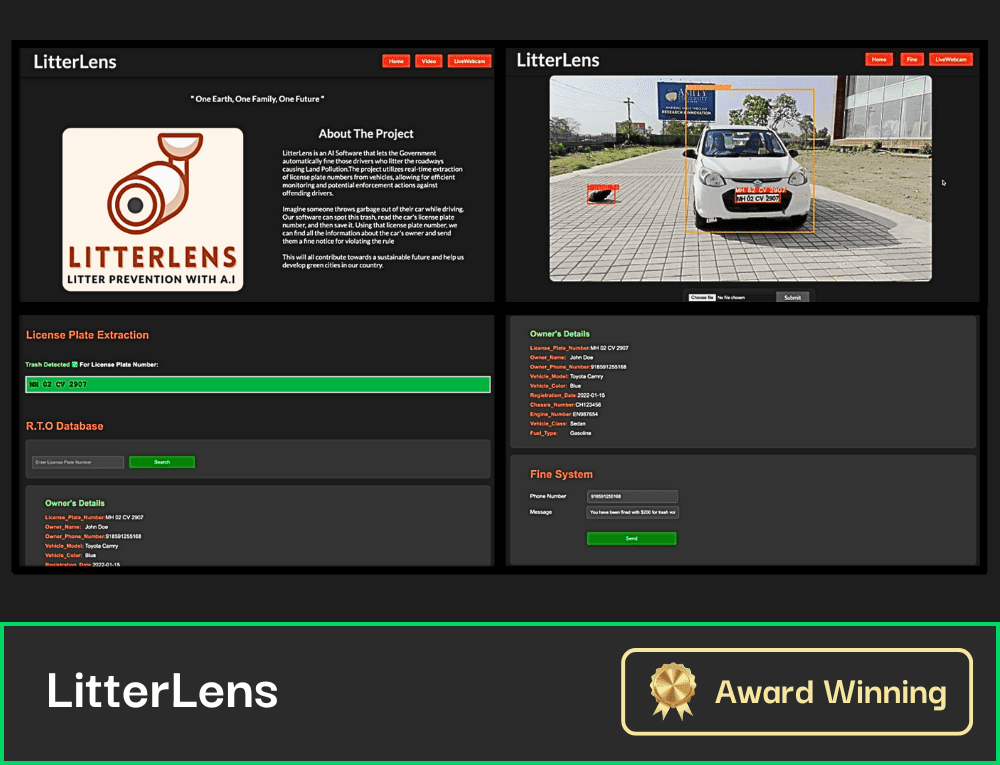 LitterLens
Home
Video
LiveWebcam
" One Earth, One Family, One Future "
LITTERLENS
LITTER PREVENTION WITH A.I
About The Project
LitterLens is an AI Software that lets the Government
automatically fine those drivers who litter the roadways
causing Land Pollution.The project utilizes real-time extraction
of license plate numbers from vehicles, allowing for efficient
monitoring and potential enforcement actions against
offending drivers.
Imagine someone throws garbage out of their car while driving.
Our software can spot this trash, read the car's license plate
number, and then save it. Using that license plate number, we
can find all the information about the car's owner and send
them a fine notice for violating the rule
This will all contribute towards a sustainable future and help us
develop green cities in our country.
LitterLens
Home
Fine
LiveWebcam
AMITY
UNIVERSITY
RESEARCH & INNOVATION
MH 02 CV 2907
MH 02 CV 2907
Choose file
No file chosen
Submit
License Plate Extraction
Trash Detected ✅ For License Plate Number:
MH 02 CV 2907
R.T.O Database
Enter License Plate Number
Search
Owner's Details
License_Plate_Number:MH 02 CV 2907
Owner_Name: John Doe
Owner_Phone_Number:918591255168
Vehicle_Model: Toyota Camry
Vehicle_Color: Blue
Registration_Date:2022-01-15
Owner's Details
License_Plate_Number:MH 02 CV 2907
Owner_Name: John Doe
Owner_Phone_Number:918591255168
Vehicle_Model: Toyota Camry
Vehicle_Color: Blue
Registration_Date:2022-01-15
Chassis_Number:CH123456
Engine_Number:EN987654
Vehicle_Class: Sedan
Fuel_Type: Gasoline
Fine System
Phone Number
918591255168
Message
You have been fined with $200 for trash voi
Send
LitterLens
Award Winning